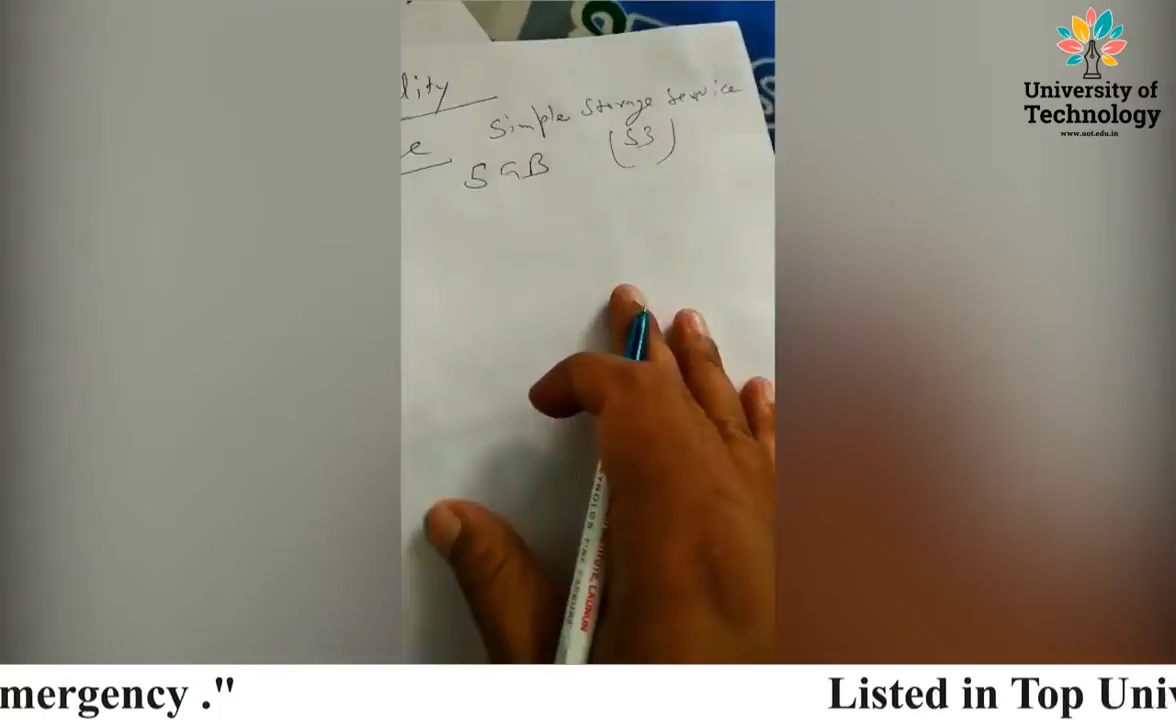 lity
Simple Storage Service
e
5 GB
(S3)
University of
Technology
www.uot.edu.in
mergency ."
Listed in Top Univ